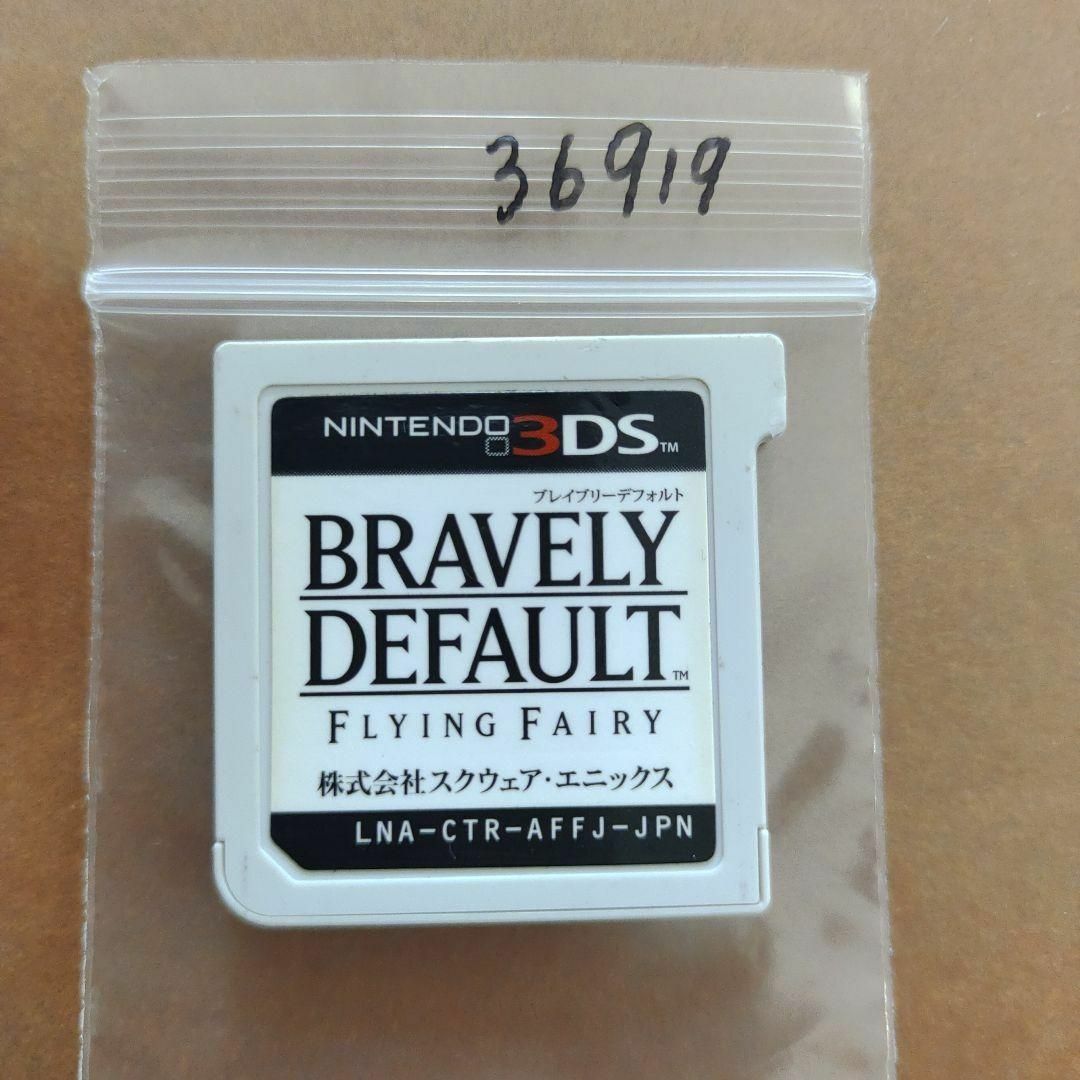 36919
NINTENDO 3DS™
ブレイブリーデフォルト
BRAVELY
DEFAULT™
FLYING FAIRY
株式会社スクウェア・エニックス
LNA-CTR-AFFJ-JPN